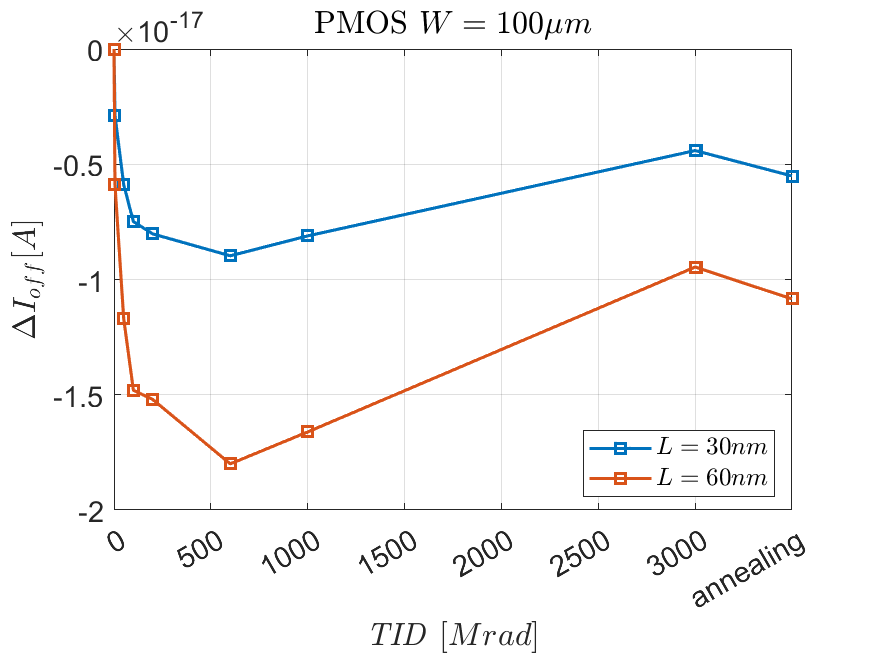 PMOS W = 100μm
×10-17
0
-0.5
-1
-1.5
-2
ΔIoff[A]
L = 30nm
L = 60nm
0
500
1000
1500
2000
2500
3000
annealing
TID [Mrad]